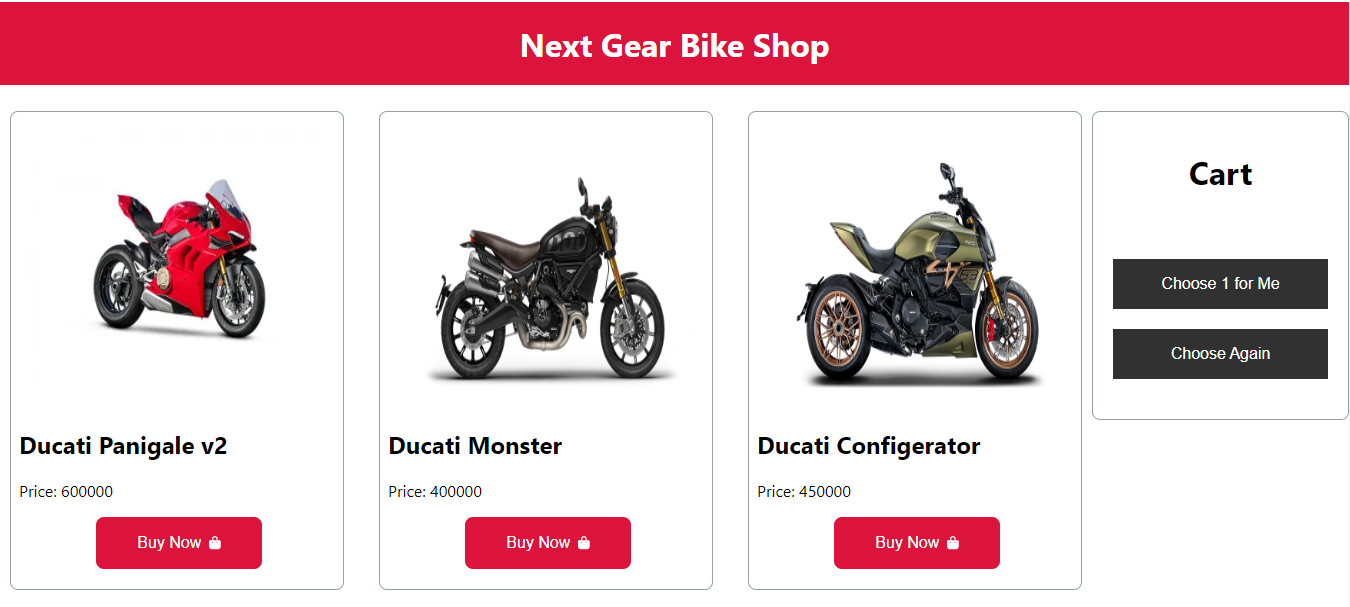 Next Gear Bike Shop
Ducati Panigale v2
Price: 600000
Buy Now
Ducati Monster
Price: 400000
Buy Now
Ducati Configerator
Price: 450000
Buy Now
Cart
Choose 1 for Me
Choose Again